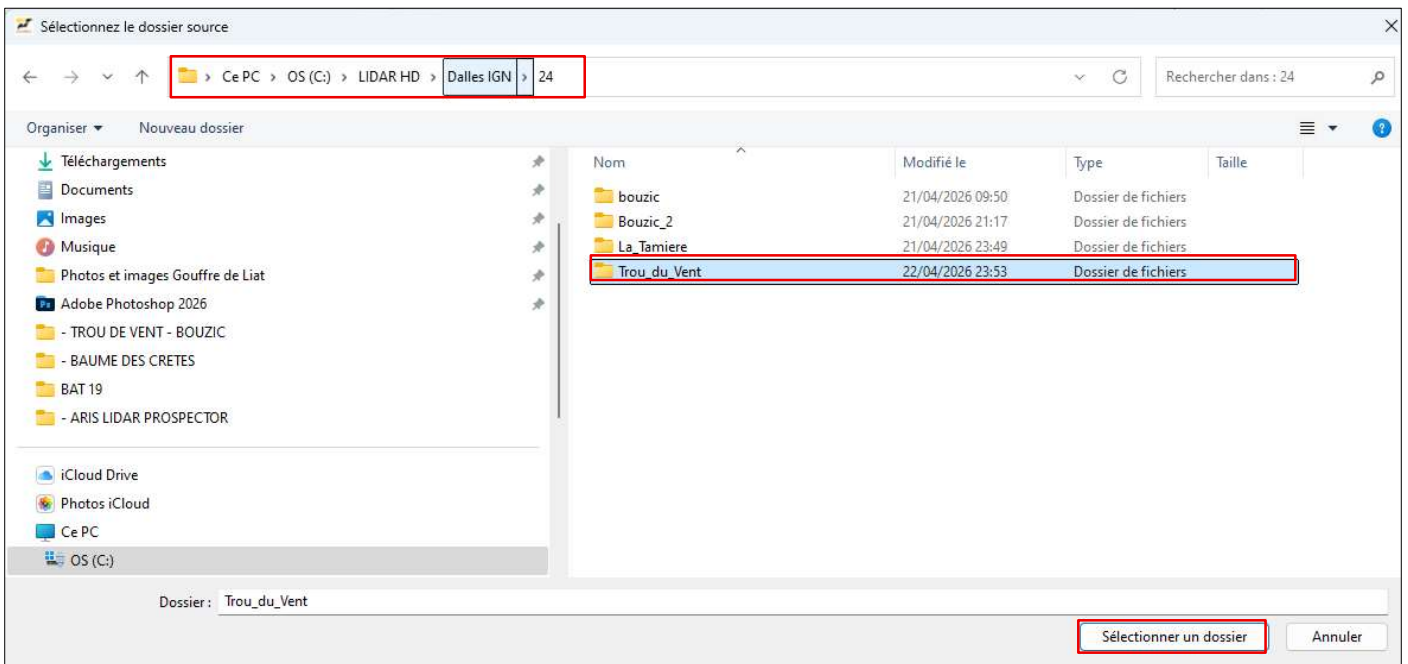 Sélectionnez le dossier source
Ce PC > OS (C:) > LIDAR HD > Dalles IGN > 24
Rechercher dans : 24
Organiser
Nouveau dossier
Téléchargements
Documents
Images
Musique
Photos et images Gouffre de Liat
Adobe Photoshop 2026
- TROU DE VENT - BOUZIC
- BAUME DES CRETES
BAT 19
- ARIS LIDAR PROSPECTOR
iCloud Drive
Photos iCloud
Ce PC
OS (C:)
Nom Modifié le Type Taille
bouzic 21/04/2026 09:50 Dossier de fichiers
Bouzic_2 21/04/2026 21:17 Dossier de fichiers
La_Tamiere 21/04/2026 23:49 Dossier de fichiers
Trou_du_Vent 22/04/2026 23:53 Dossier de fichiers
Dossier : Trou_du_Vent
Sélectionner un dossier
Annuler